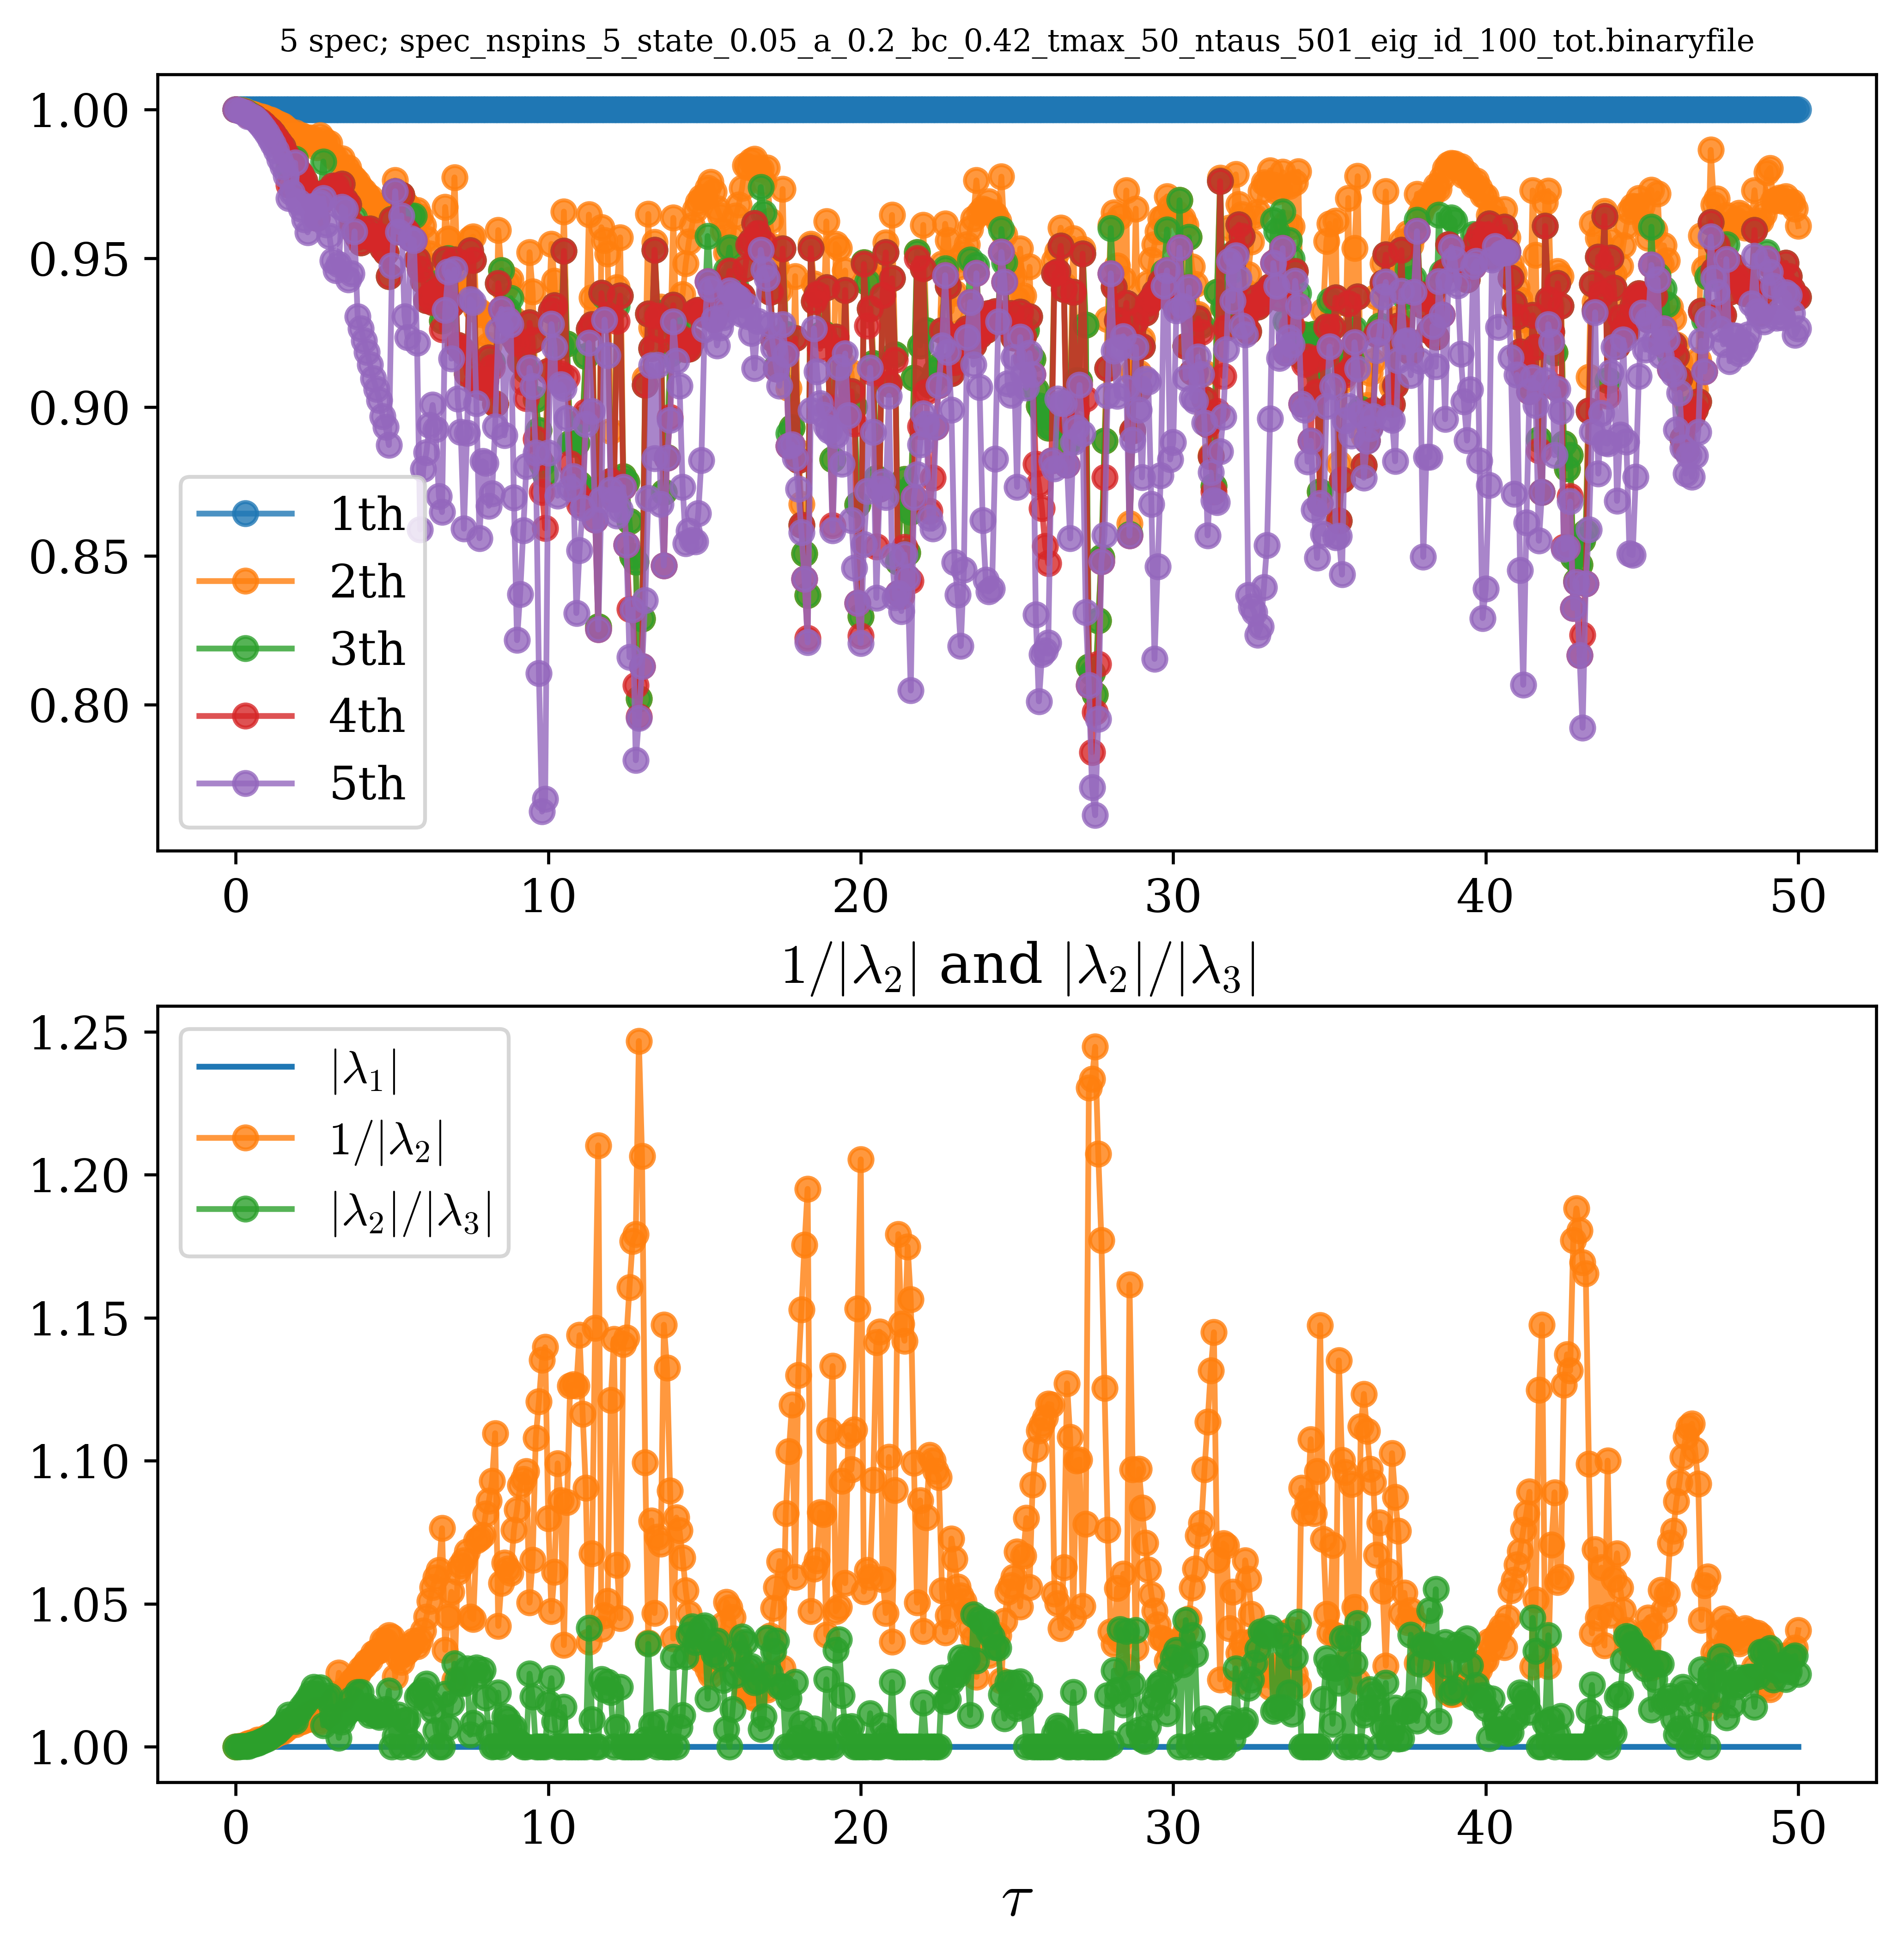 5 spec; spec_nspins_5_state_0.05_a_0.2_bc_0.42_tmax_50_ntaus_501_eig_id_100_tot.binaryfile
1.00
0.95
0.90
0.85
0.80
1th
2th
3th
4th
5th
0 10 20 30 40 50
1/|λ₂| and |λ₂|/|λ₃|
1.25
1.20
1.15
1.10
1.05
1.00
|λ₁|
1/|λ₂|
|λ₂|/|λ₃|
0 10 20 30 40 50
τ